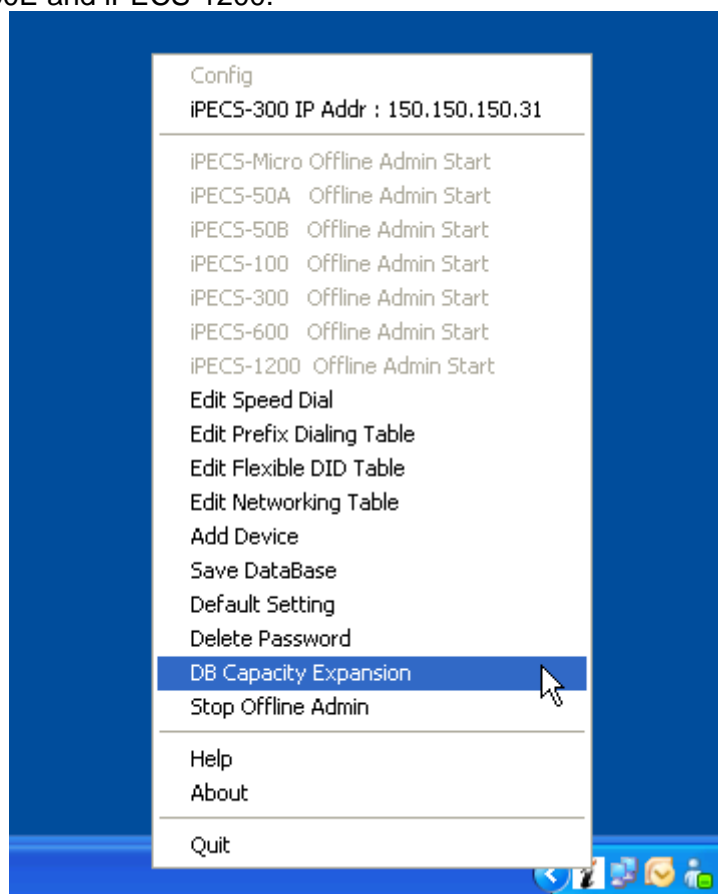 and iPECS-1200.
Config
iPECS-300 IP Addr : 150.150.150.31
iPECS-Micro Offline Admin Start
iPECS-50A Offline Admin Start
iPECS-50B Offline Admin Start
iPECS-100 Offline Admin Start
iPECS-300 Offline Admin Start
iPECS-600 Offline Admin Start
iPECS-1200 Offline Admin Start
Edit Speed Dial
Edit Prefix Dialing Table
Edit Flexible DID Table
Edit Networking Table
Add Device
Save DataBase
Default Setting
Delete Password
DB Capacity Expansion
Stop Offline Admin
Help
About
Quit